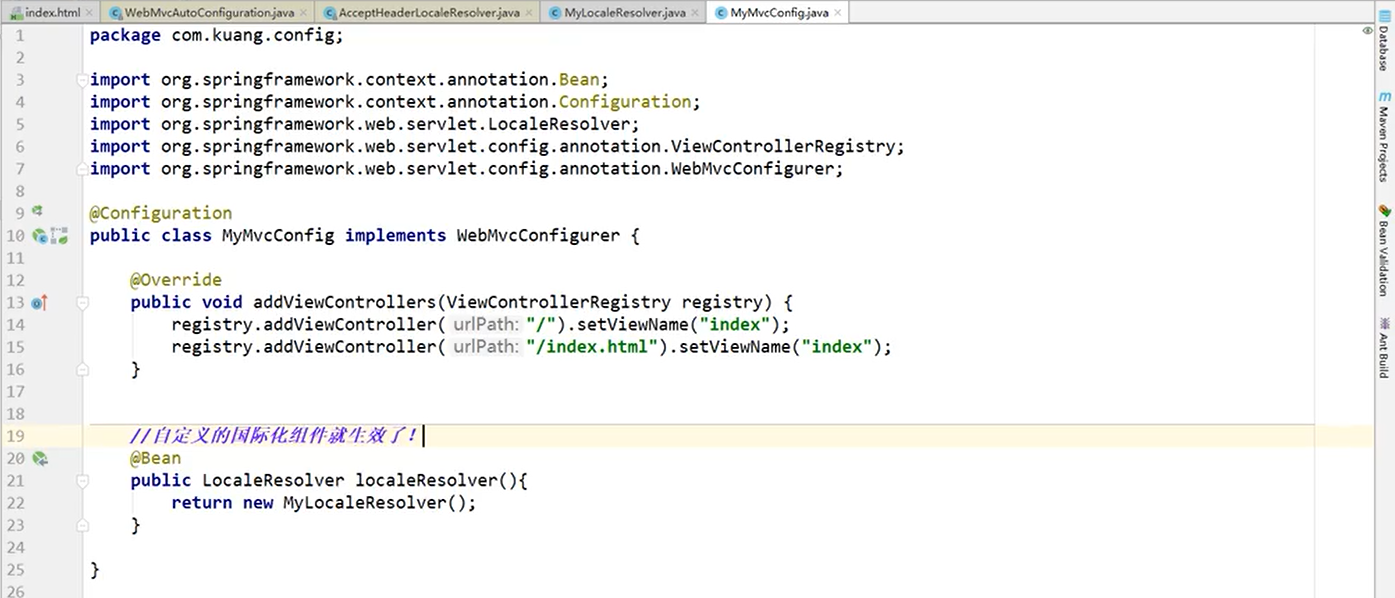 index.html WebMvcAutoConfiguration.java AcceptHeaderLocaleResolver.java MyLocaleResolver.java MyMvcConfig.java
1 package com.kuang.config;
2
3 import org.springframework.context.annotation.Bean;
4 import org.springframework.context.annotation.Configuration;
5 import org.springframework.web.servlet.LocaleResolver;
6 import org.springframework.web.servlet.config.annotation.ViewControllerRegistry;
7 import org.springframework.web.servlet.config.annotation.WebMvcConfigurer;
8
9 @Configuration
10 public class MyMvcConfig implements WebMvcConfigurer {
11
12 @Override
13 public void addViewControllers(ViewControllerRegistry registry) {
14 registry.addViewController( urlPath: "/").setViewName("index");
15 registry.addViewController( urlPath: "/index.html").setViewName("index");
16 }
17
18
19 //自定义的国际化组件就生效了!
20 @Bean
21 public LocaleResolver localeResolver(){
22 return new MyLocaleResolver();
23 }
24
25 }
26
Database
Maven Projects
Bean Validation
Ant Build